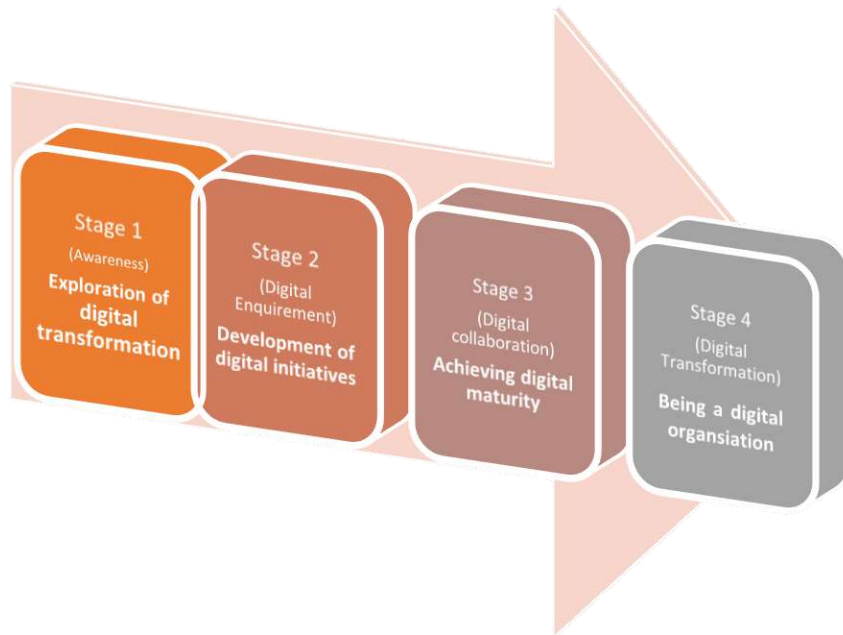 Stage 1
(Awareness)
Exploration of
digital
transformation
Stage 2
(Digital
Enquirement)
Development of
digital initiatives
Stage 3
(Digital
collaboration)
Achieving digital
maturity
Stage 4
(Digital
Transformation)
Being a digital
organsiation